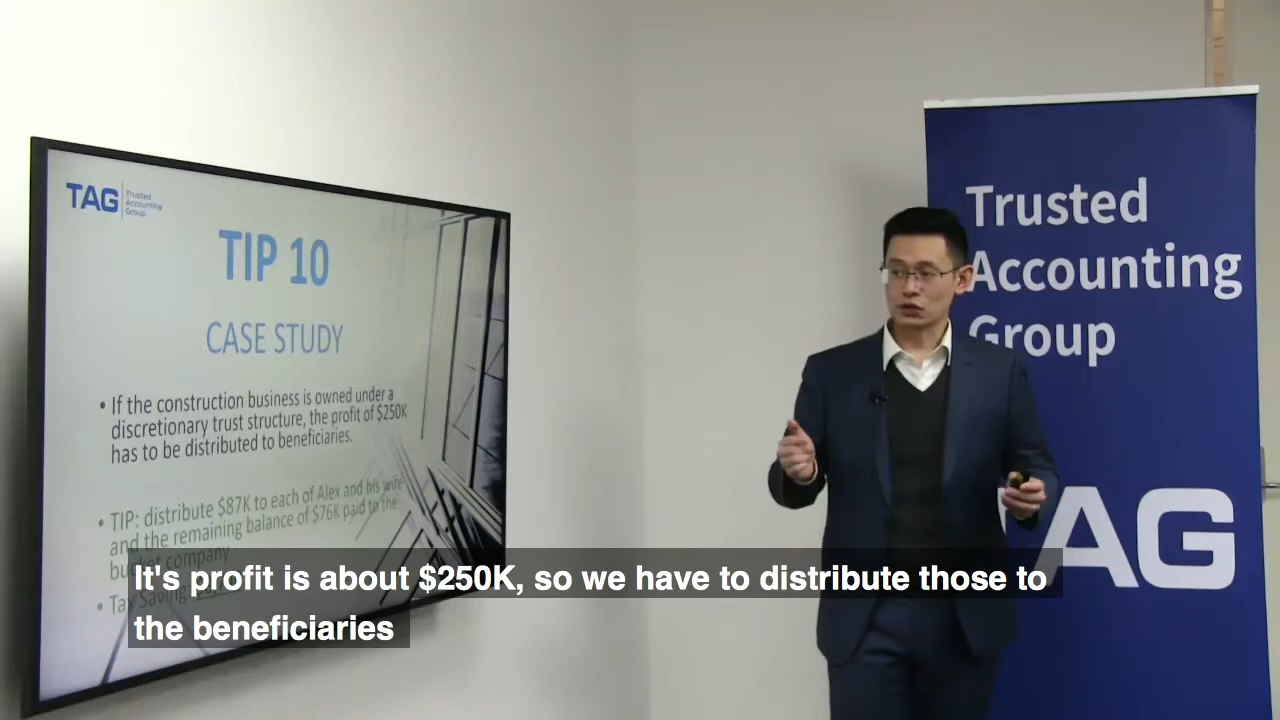 TAG Trusted
Accounting
Group
TIP 10
CASE STUDY
• If the construction business is owned under a
discretionary trust structure, the profit of $250K
has to be distributed to beneficiaries.
• TIP: distribute $87K to each of Alex and his wife
and the remaining balance of $76K paid to the
company
• Tax Saving
It's profit is about $250K, so we have to distribute those to
the beneficiaries
Trusted
Accounting
Group
TAG